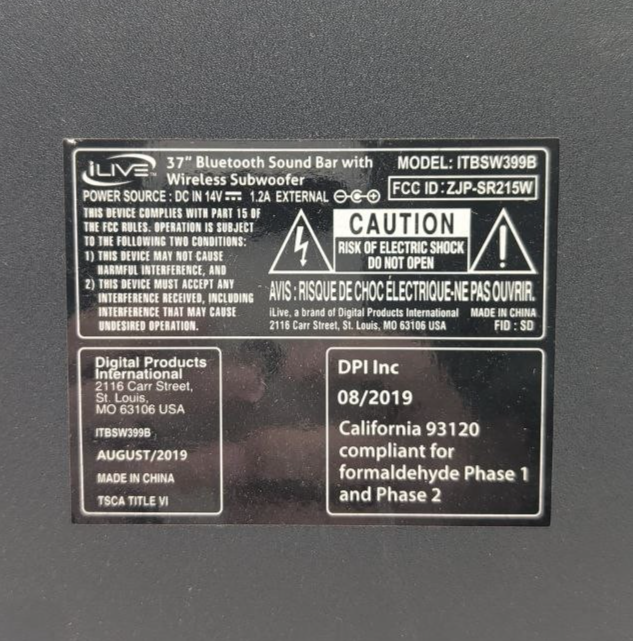 iLIVE
37" Bluetooth Sound Bar with
Wireless Subwoofer
MODEL: ITBSW399B
POWER SOURCE : DC IN 14V 1.2A EXTERNAL
FCC ID : ZJP-SR215W
THIS DEVICE COMPLIES WITH PART 15 OF
THE FCC RULES. OPERATION IS SUBJECT
TO THE FOLLOWING TWO CONDITIONS:
1) THIS DEVICE MAY NOT CAUSE
HARMFUL INTERFERENCE, AND
2) THIS DEVICE MUST ACCEPT ANY
INTERFERENCE RECEIVED, INCLUDING
INTERFERENCE THAT MAY CAUSE
UNDESIRED OPERATION.
CAUTION
RISK OF ELECTRIC SHOCK
DO NOT OPEN
AVIS : RISQUE DE CHOC ÉLECTRIQUE-NE PAS OUVRIR.
iLive, a brand of Digital Products International
2116 Carr Street, St. Louis, MO 63106 USA
MADE IN CHINA
FID : SD
Digital Products
International
2116 Carr Street,
St. Louis,
MO 63106 USA
ITBSW399B
AUGUST/2019
MADE IN CHINA
TSCA TITLE VI
DPI Inc
08/2019
California 93120
compliant for
formaldehyde Phase 1
and Phase 2